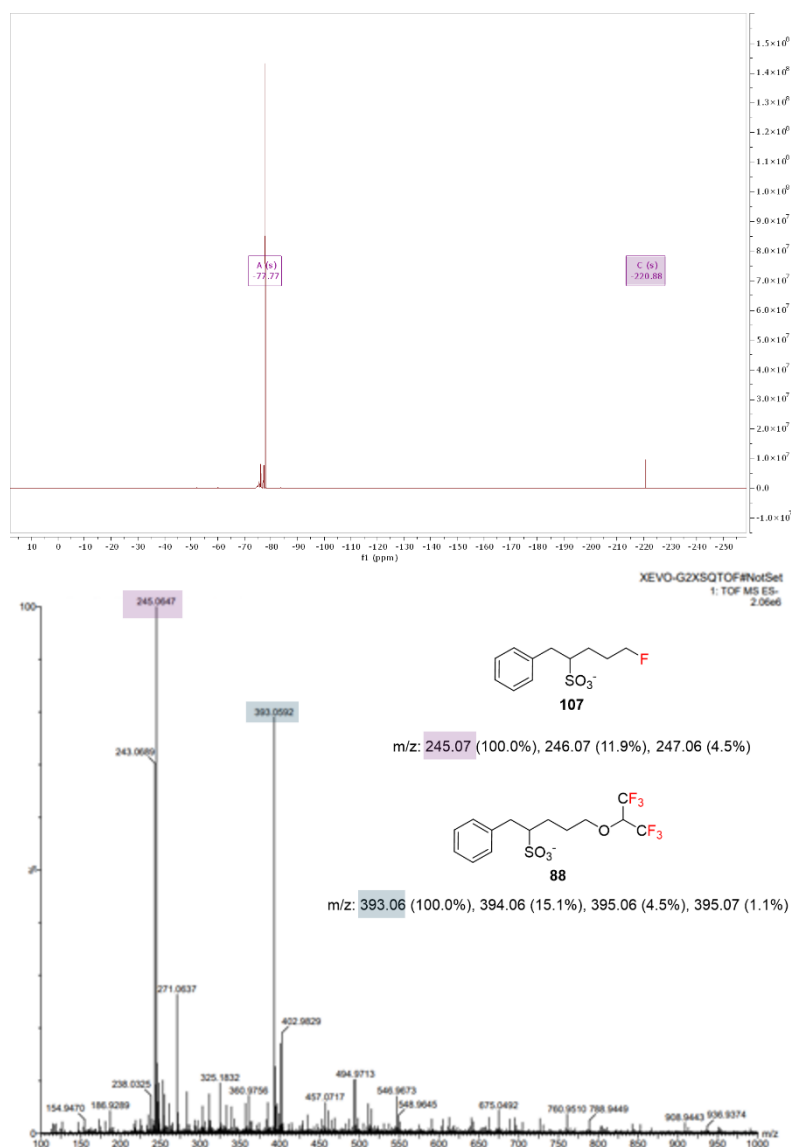 1.5×10⁸
1.4×10⁸
1.3×10⁸
1.2×10⁸
1.1×10⁸
1.0×10⁸
9.0×10⁷
8.0×10⁷
7.0×10⁷
6.0×10⁷
5.0×10⁷
4.0×10⁷
3.0×10⁷
2.0×10⁷
1.0×10⁷
0.0
A (s)
-77.77
C (s)
-220.88
10 0 -10 -20 -30 -40 -50 -60 -70 -80 -90 -100 -110 -120 -130 -140 -150 -160 -170 -180 -190 -200 -210 -220 -230 -240 -250
f1 (ppm)
XEVO-G2XSQTOF#NotSet
1: TOF MS ES-
2.06e6
100
245.0647
F
SO₃⁻
107
393.0592
243.0689
m/z: 245.07 (100.0%), 246.07 (11.9%), 247.06 (4.5%)
CF₃
O
CF₃
SO₃⁻
88
%
m/z: 393.06 (100.0%), 394.06 (15.1%), 395.06 (4.5%), 395.07 (1.1%)
271.0637
402.9829
238.0325
325.1832
360.9756
494.9713
154.9470
186.9289
457.0717
546.9673
548.9645
675.0492
760.9510
788.9449
908.9443
936.9374
0
100 150 200 250 300 350 400 450 500 550 600 650 700 750 800 850 900 950 1000
m/z